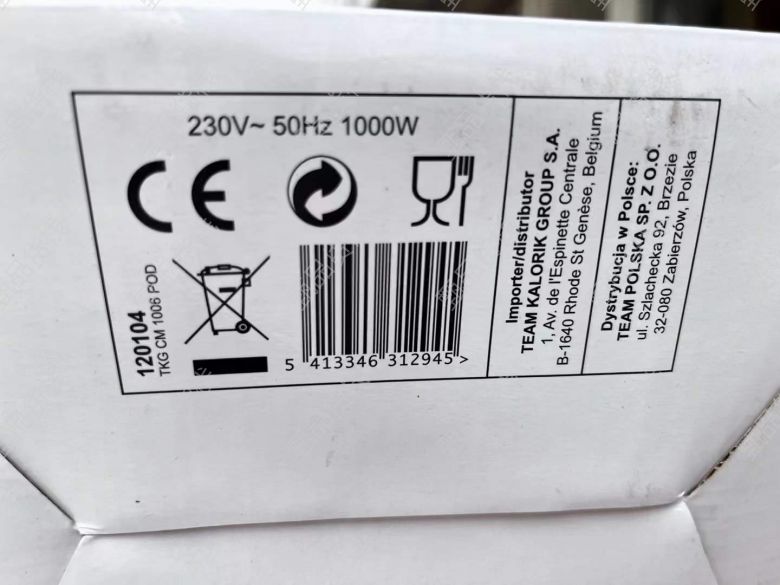 230V~ 50Hz 1000W
CE
120104
TKG CM 1006 POD
5 413346 312945 >
Importer/distributor
TEAM KALORIK GROUP S.A.
1, Av. de l'Espinette Centrale
B-1640 Rhode St Genèse, Belgium
Dystrybucja w Polsce:
TEAM POLSKA SP. Z O.O.
ul. Szlachecka 92, Brzezie
32-080 Zabierzów, Polska